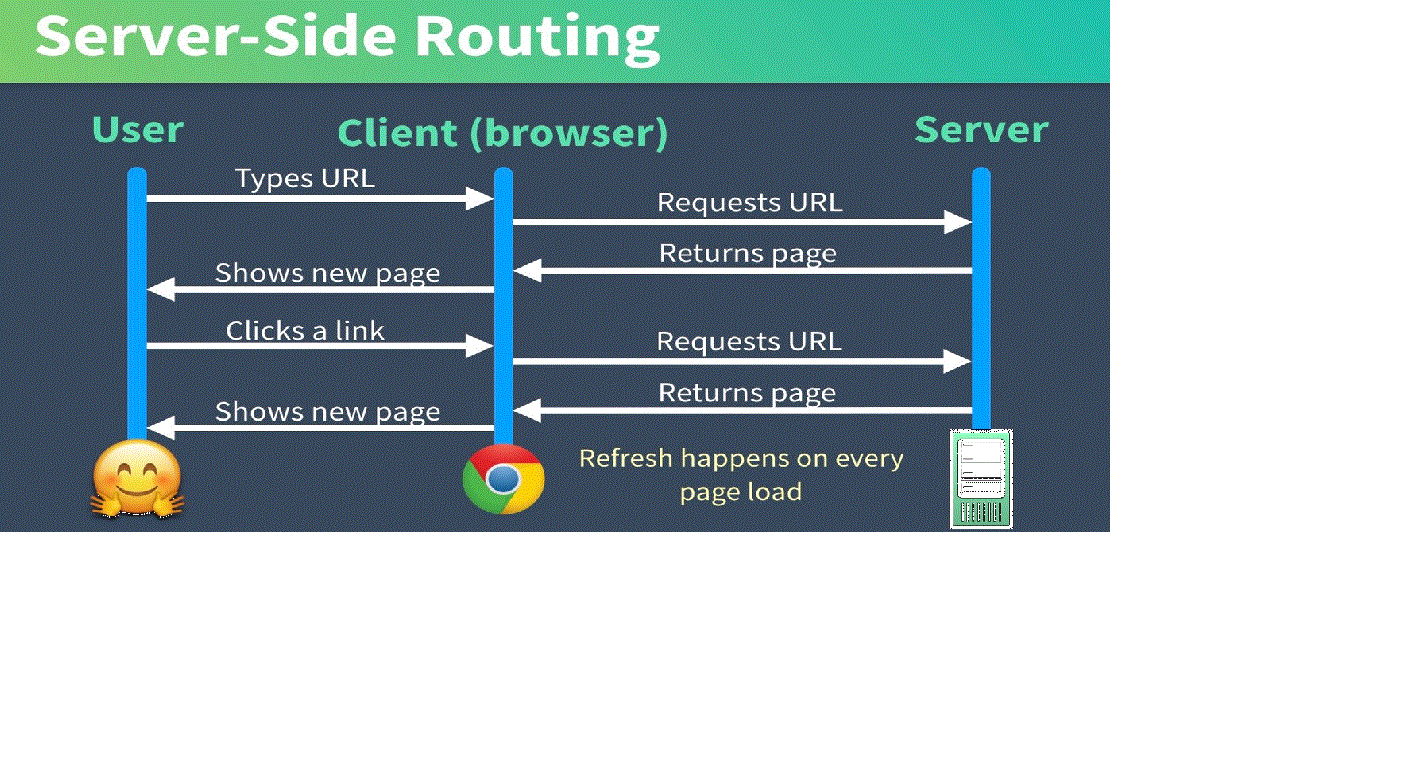 Server-Side Routing
User
Client (browser)
Server
Types URL
Requests URL
Returns page
Shows new page
Clicks a link
Requests URL
Returns page
Shows new page
Refresh happens on every
page load